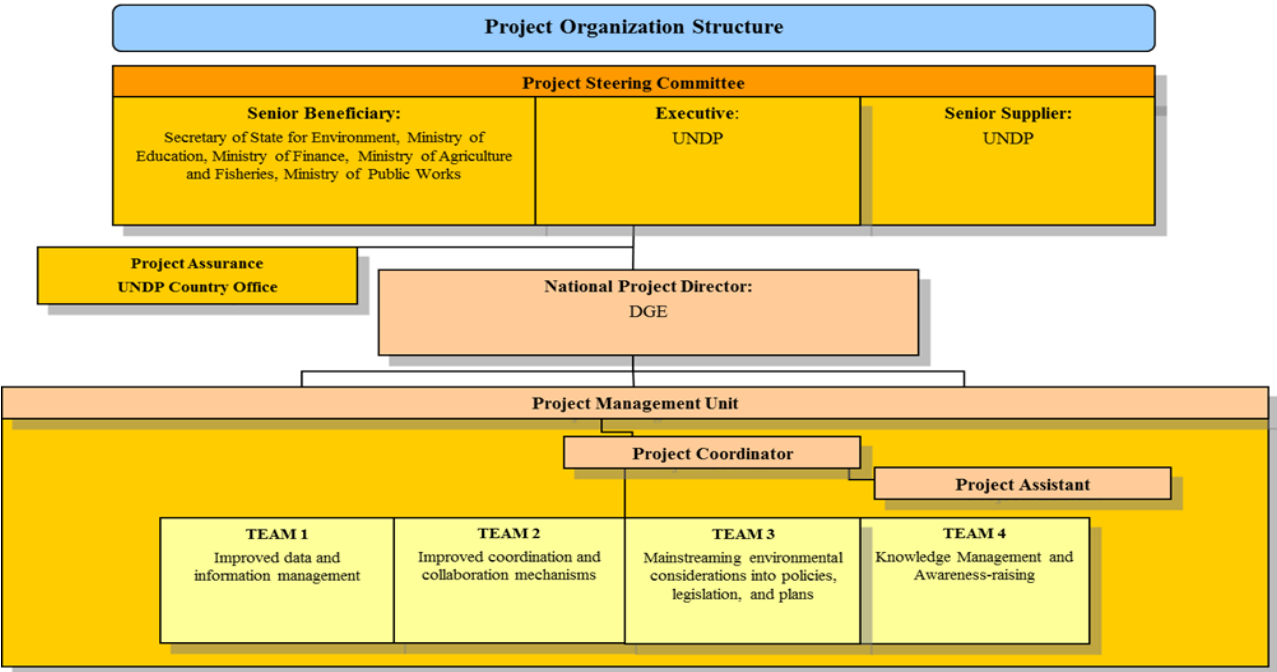 Project Organization Structure
Project Steering Committee
Senior Beneficiary:
Secretary of State for Environment, Ministry of
Education, Ministry of Finance, Ministry of Agriculture
and Fisheries, Ministry of Public Works
Executive:
UNDP
Senior Supplier:
UNDP
Project Assurance
UNDP Country Office
National Project Director:
DGE
Project Management Unit
Project Coordinator
Project Assistant
TEAM 1
Improved data and
information management
TEAM 2
Improved coordination and
collaboration mechanisms
TEAM 3
Mainstreaming environmental
considerations into policies,
legislation, and plans
TEAM 4
Knowledge Management and
Awareness-raising